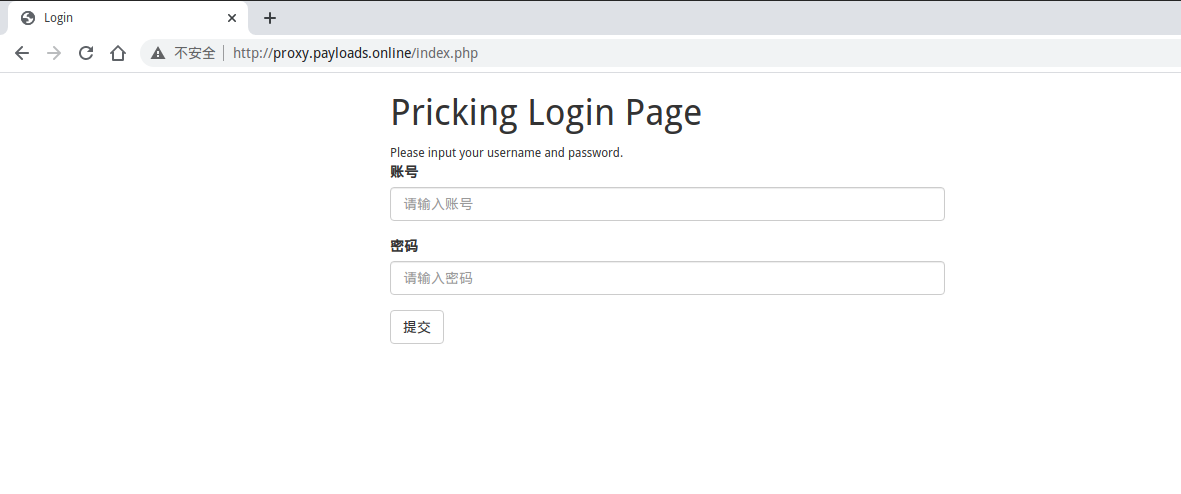 Login
不安全 http://proxy.payloads.online/index.php
Pricking Login Page
Please input your username and password.
账号
请输入账号
密码
请输入密码
提交